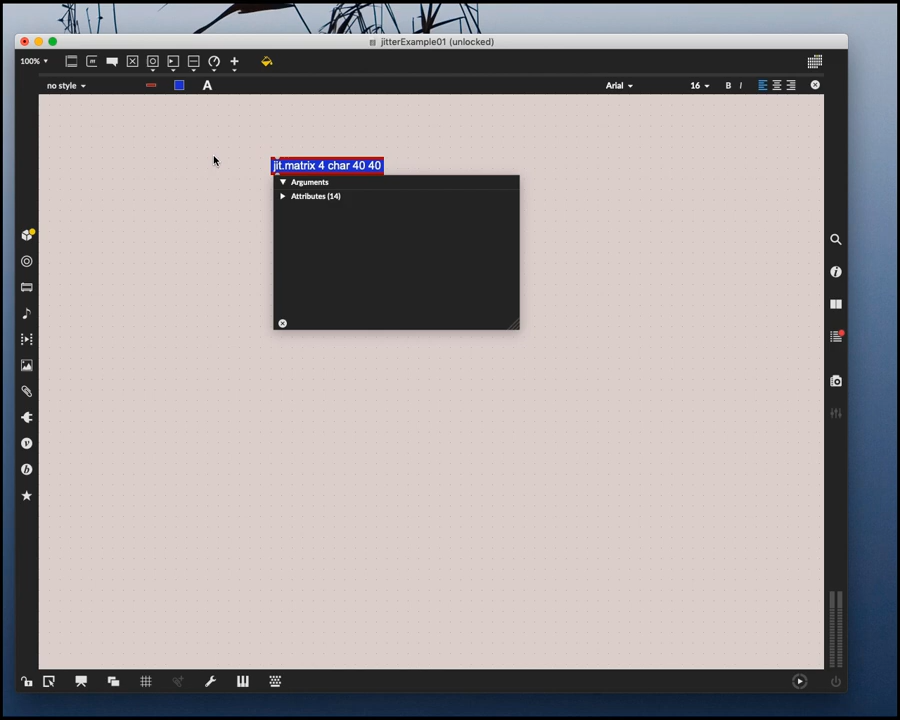 jitterExample01 (unlocked)
100%
no style
A
Arial
16
B
I
jit.matrix 4 char 40 40
Arguments
Attributes (14)